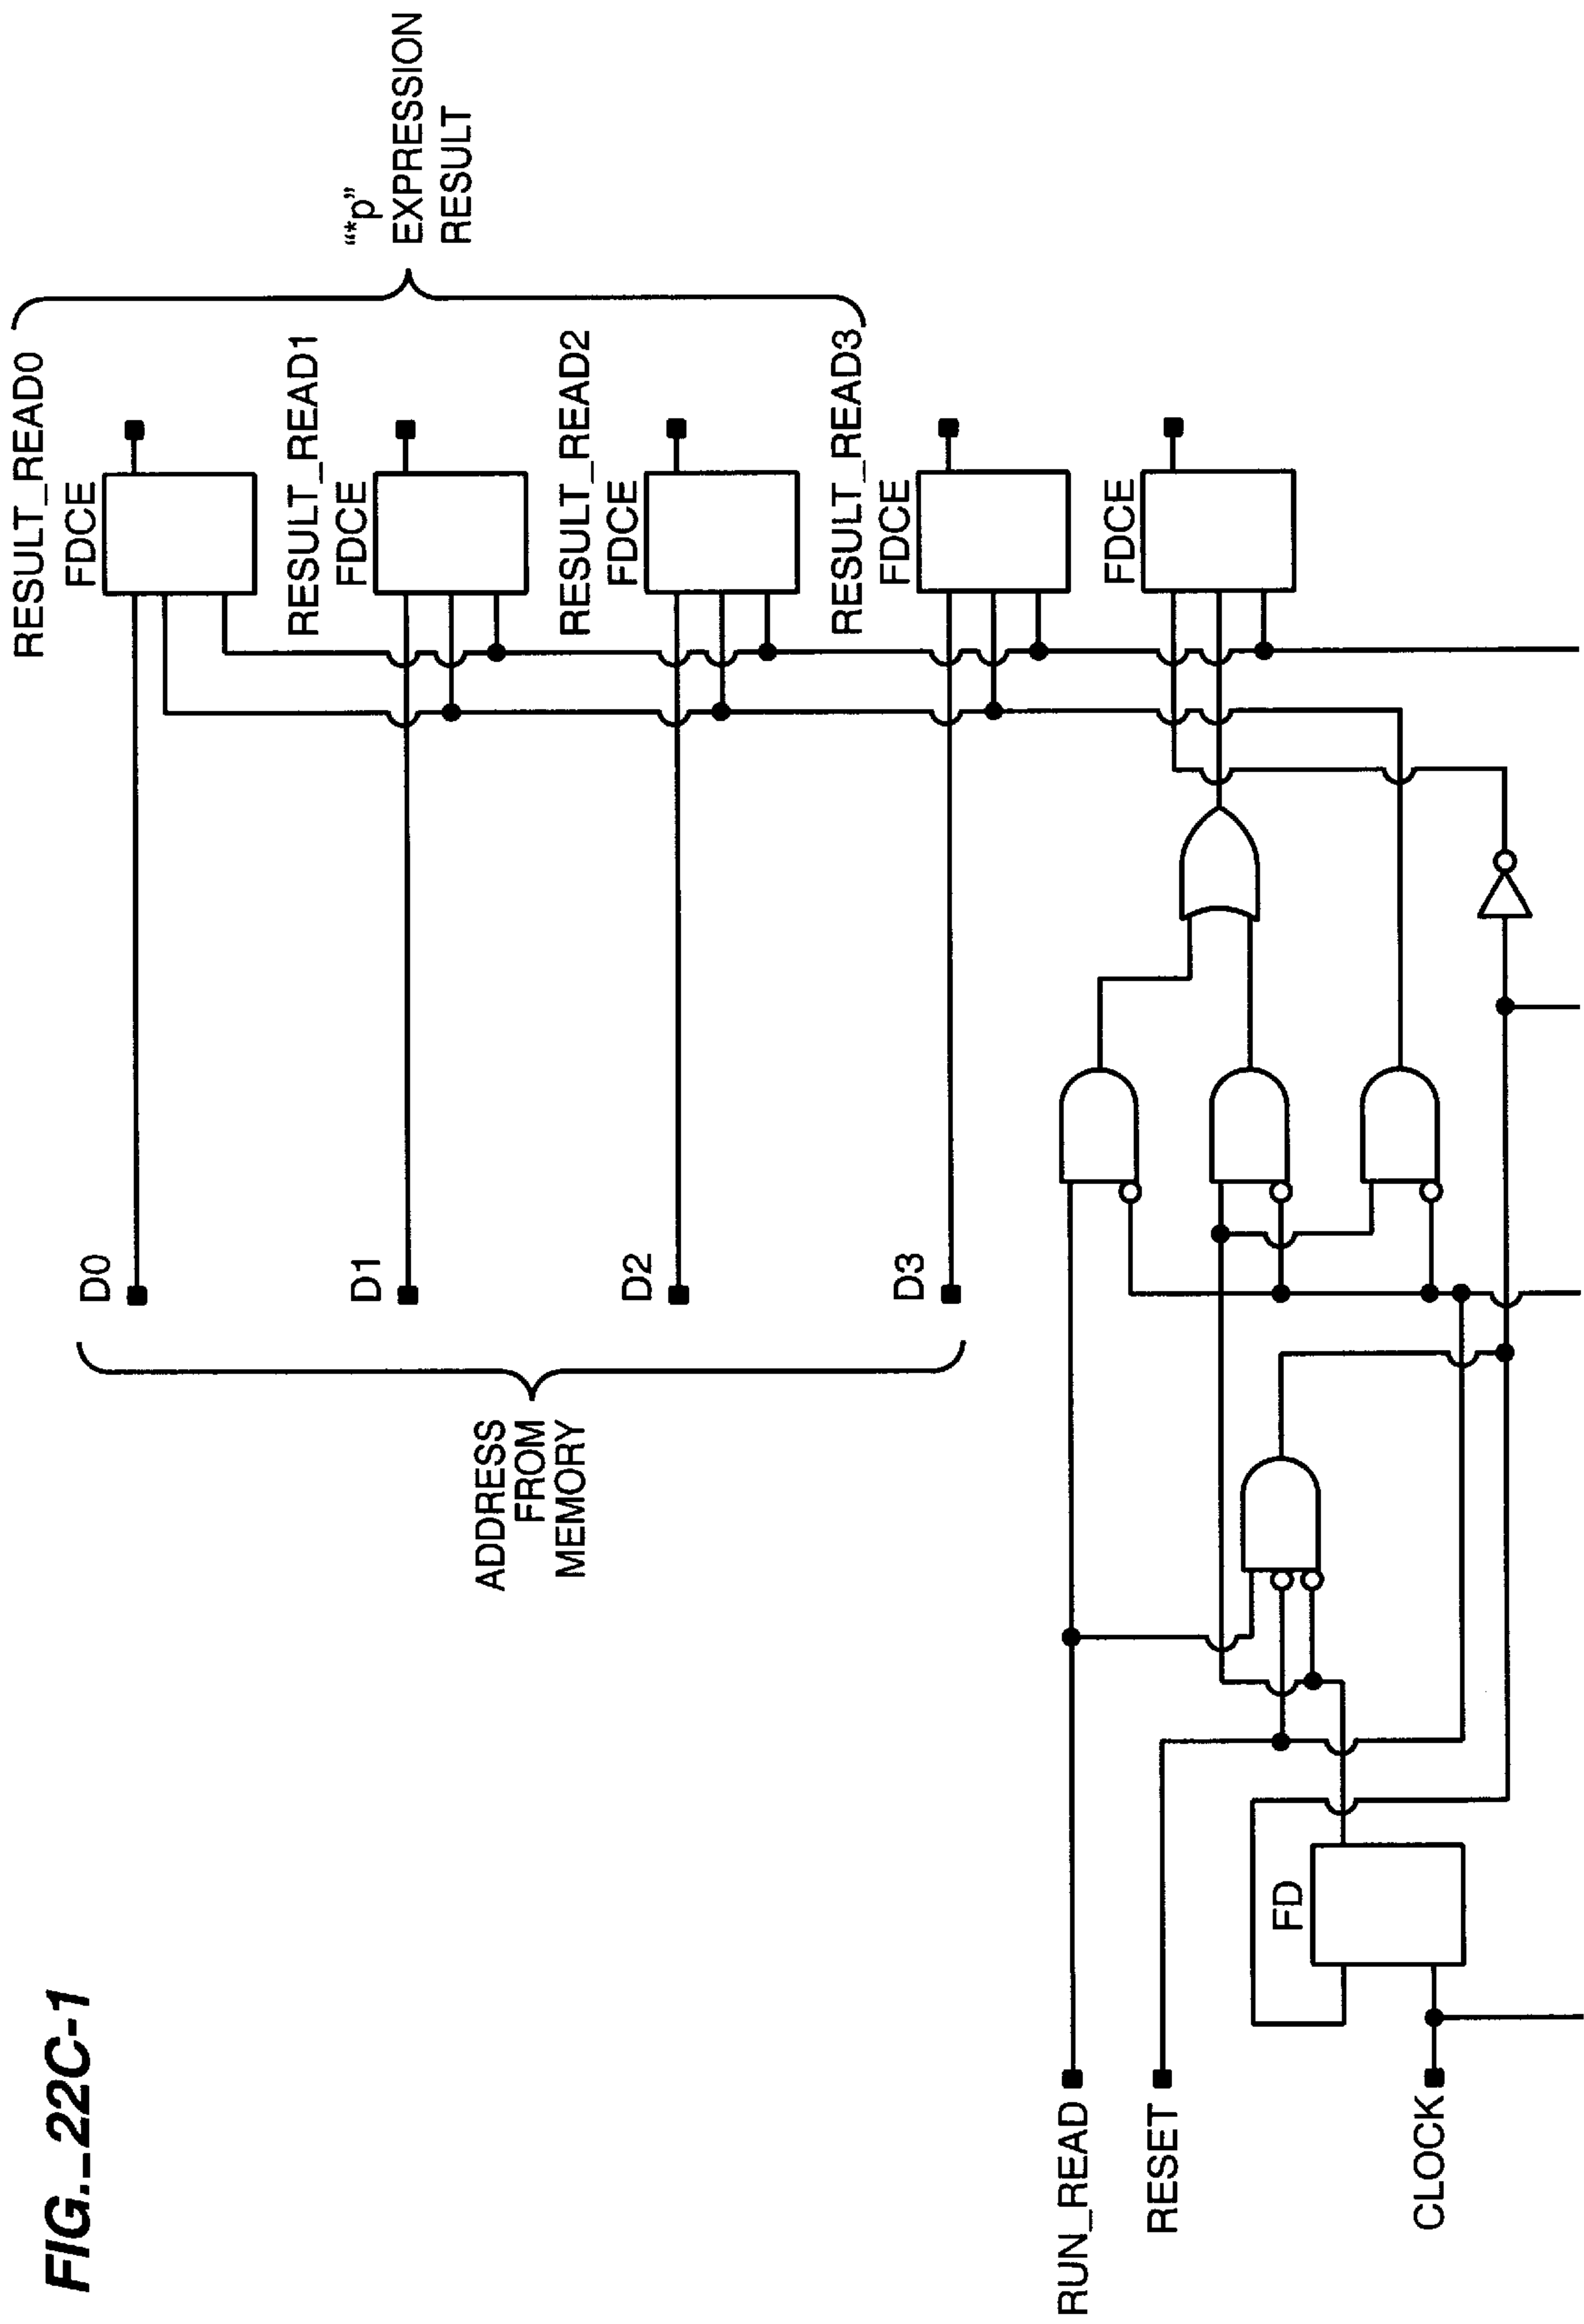 FIG._22C-1
RESULT_READ0
FDCE
D0
RESULT_READ1
FDCE
D1
RESULT_READ2
FDCE
D2
RESULT_READ3
FDCE
D3
FDCE
“*p”
EXPRESSION
RESULT
ADDRESS
FROM
MEMORY
RUN_READ
RESET
FD
CLOCK